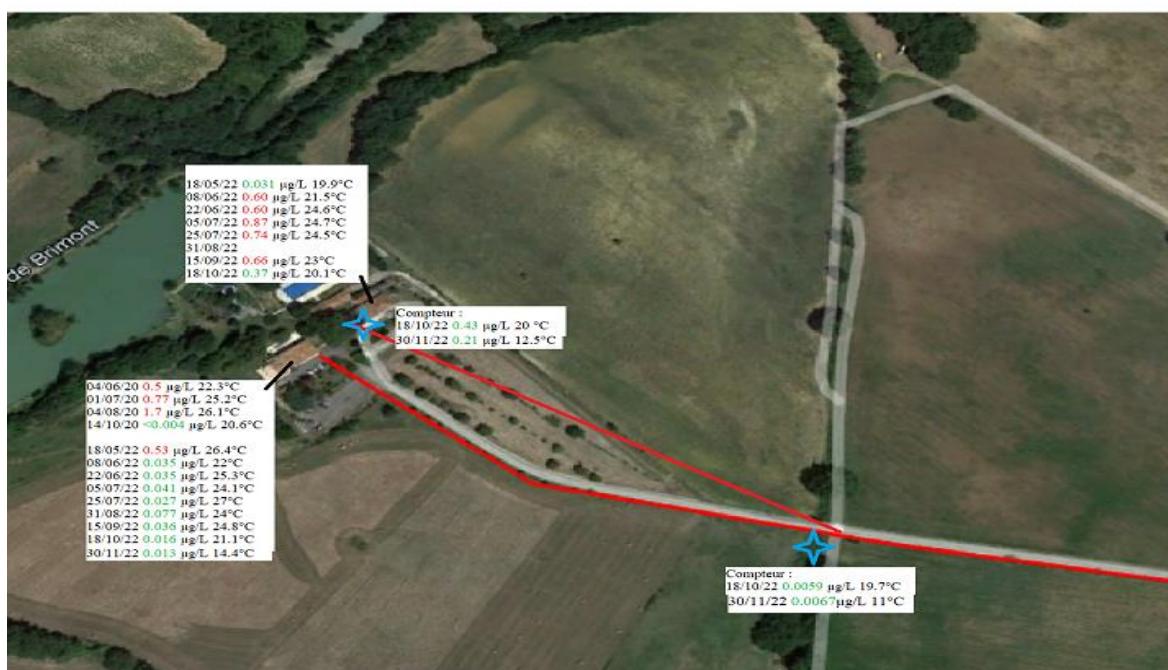 18/05/22 0.031 µg/L 19.9°C
08/06/22 0.60 µg/L 21.5°C
22/06/22 0.60 µg/L 24.6°C
05/07/22 0.87 µg/L 24.7°C
25/07/22 0.74 µg/L 24.5°C
31/08/22
15/09/22 0.66 µg/L 23°C
18/10/22 0.37 µg/L 20.1°C
de Brimont
Compteur :
18/10/22 0.43 µg/L 20 °C
30/11/22 0.21 µg/L 12.5°C
04/06/20 0.5 µg/L 22.3°C
01/07/20 0.77 µg/L 25.2°C
04/08/20 1.7 µg/L 26.1°C
14/10/20 <0.004 µg/L 20.6°C
18/05/22 0.53 µg/L 26.4°C
08/06/22 0.035 µg/L 22°C
22/06/22 0.035 µg/L 25.3°C
05/07/22 0.041 µg/L 24.1°C
25/07/22 0.027 µg/L 27°C
31/08/22 0.077 µg/L 24°C
15/09/22 0.036 µg/L 24.8°C
18/10/22 0.016 µg/L 21.1°C
30/11/22 0.013 µg/L 14.4°C
Compteur :
18/10/22 0.0059 µg/L 19.7°C
30/11/22 0.0067µg/L 11°C